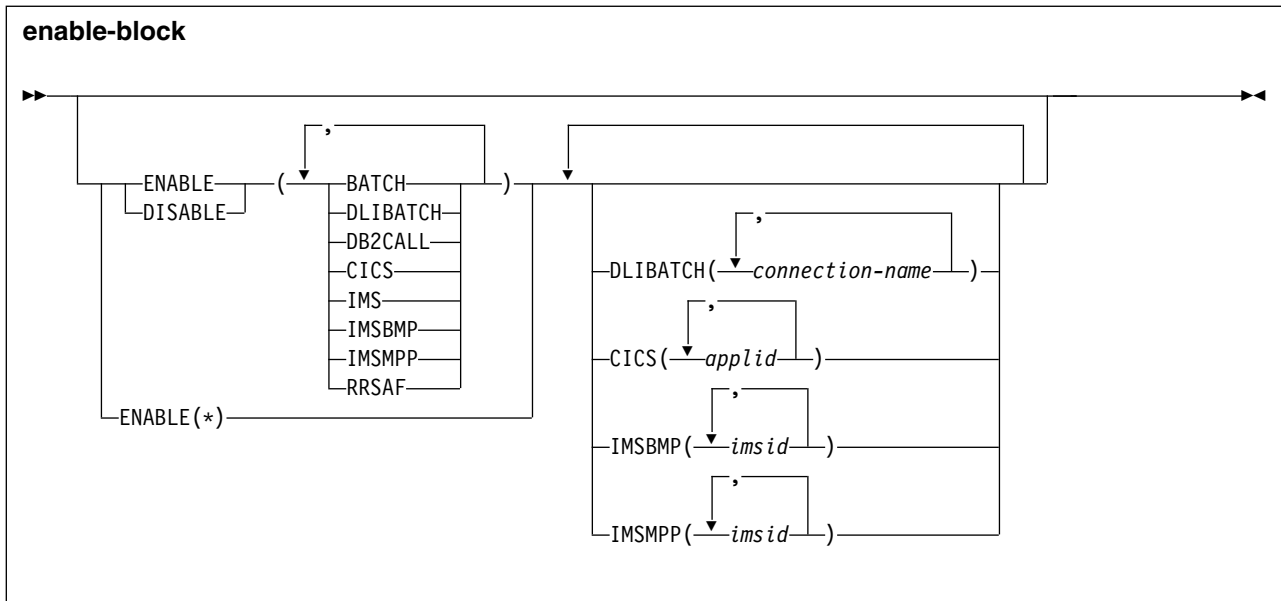 enable-block
,
ENABLE ( BATCH )
DISABLE DLIBATCH
DB2CALL
CICS
IMS
IMSBMP
IMSMPP
RRSAF
ENABLE(*)
,
DLIBATCH( connection-name )
,
CICS( applid )
,
IMSBMP( imsid )
,
IMSMPP( imsid )